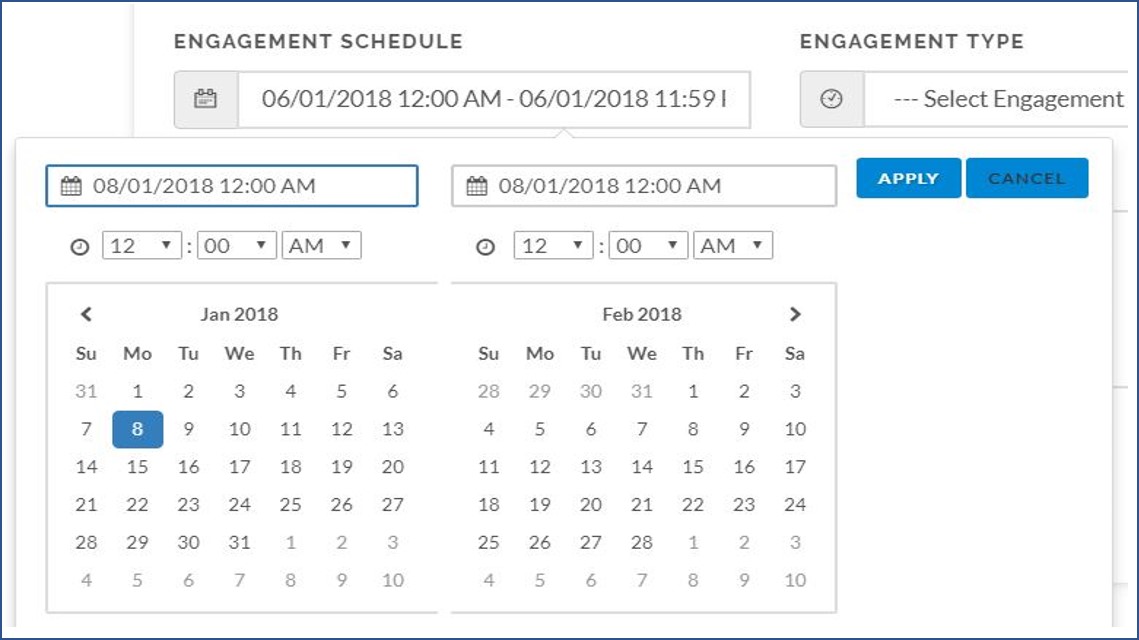 ENGAGEMENT SCHEDULE ENGAGEMENT TYPE
06/01/2018 12:00 AM - 06/01/2018 11:59 --- Select Engagement
08/01/2018 12:00 AM 08/01/2018 12:00 AM APPLY CANCEL
12 : 00 AM 12 : 00 AM
Jan 2018 Feb 2018
Su Mo Tu We Th Fr Sa Su Mo Tu We Th Fr Sa
31 1 2 3 4 5 6 28 29 30 31 1 2 3
7 8 9 10 11 12 13 4 5 6 7 8 9 10
14 15 16 17 18 19 20 11 12 13 14 15 16 17
21 22 23 24 25 26 27 18 19 20 21 22 23 24
28 29 30 31 1 2 3 25 26 27 28 1 2 3
4 5 6 7 8 9 10 4 5 6 7 8 9 10